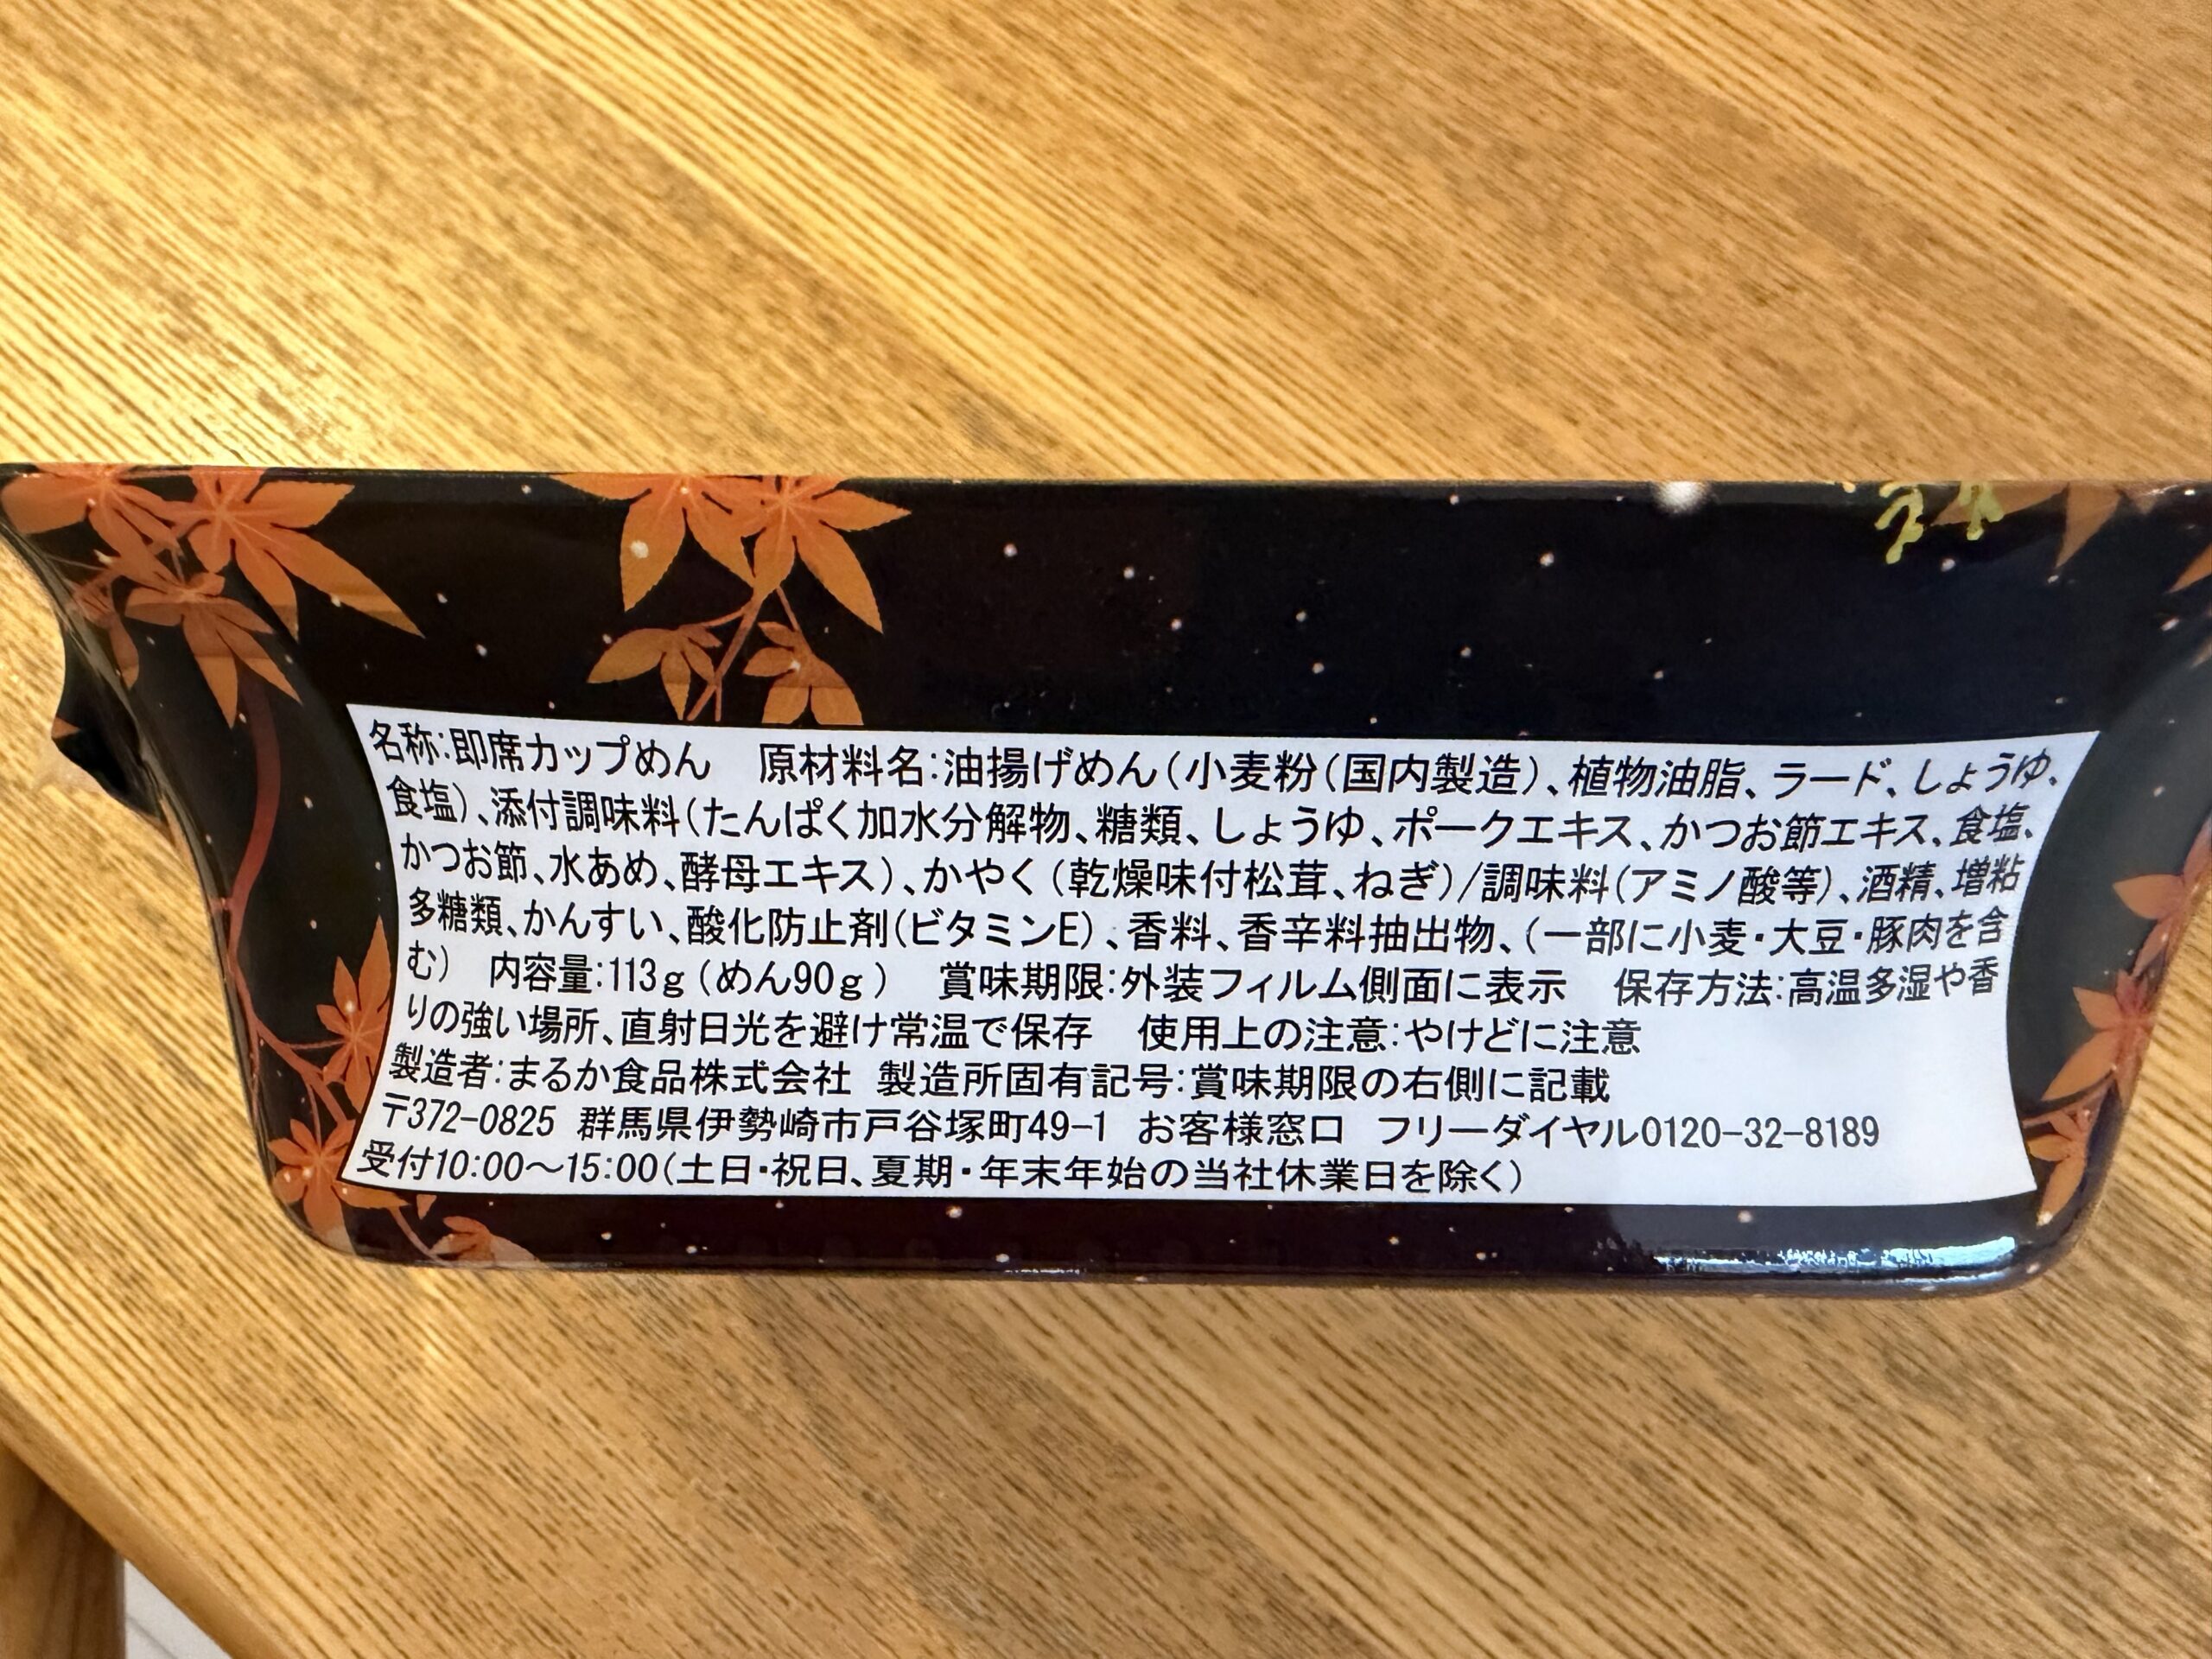 名称:即席カップめん　原材料名:油揚げめん(小麦粉(国内製造)、植物油脂、ラード、しょうゆ、
食塩)、添付調味料(たんぱく加水分解物、糖類、しょうゆ、ポークエキス、かつお節エキス、食塩、
かつお節、水あめ、酵母エキス)、かやく(乾燥味付松茸、ねぎ)/調味料(アミノ酸等)、酒精、増粘
多糖類、かんすい、酸化防止剤(ビタミンE)、香料、香辛料抽出物、(一部に小麦・大豆・豚肉を含
む)　内容量:113g(めん90g)　賞味期限:外装フィルム側面に表示　保存方法:高温多湿や香
りの強い場所、直射日光を避け常温で保存　使用上の注意:やけどに注意
製造者:まるか食品株式会社 製造所固有記号:賞味期限の右側に記載
〒372-0825 群馬県伊勢崎市戸谷塚町49-1 お客様窓口 フリーダイヤル0120-32-8189
受付10:00～15:00(土日・祝日、夏期・年末年始の当社休業日を除く)